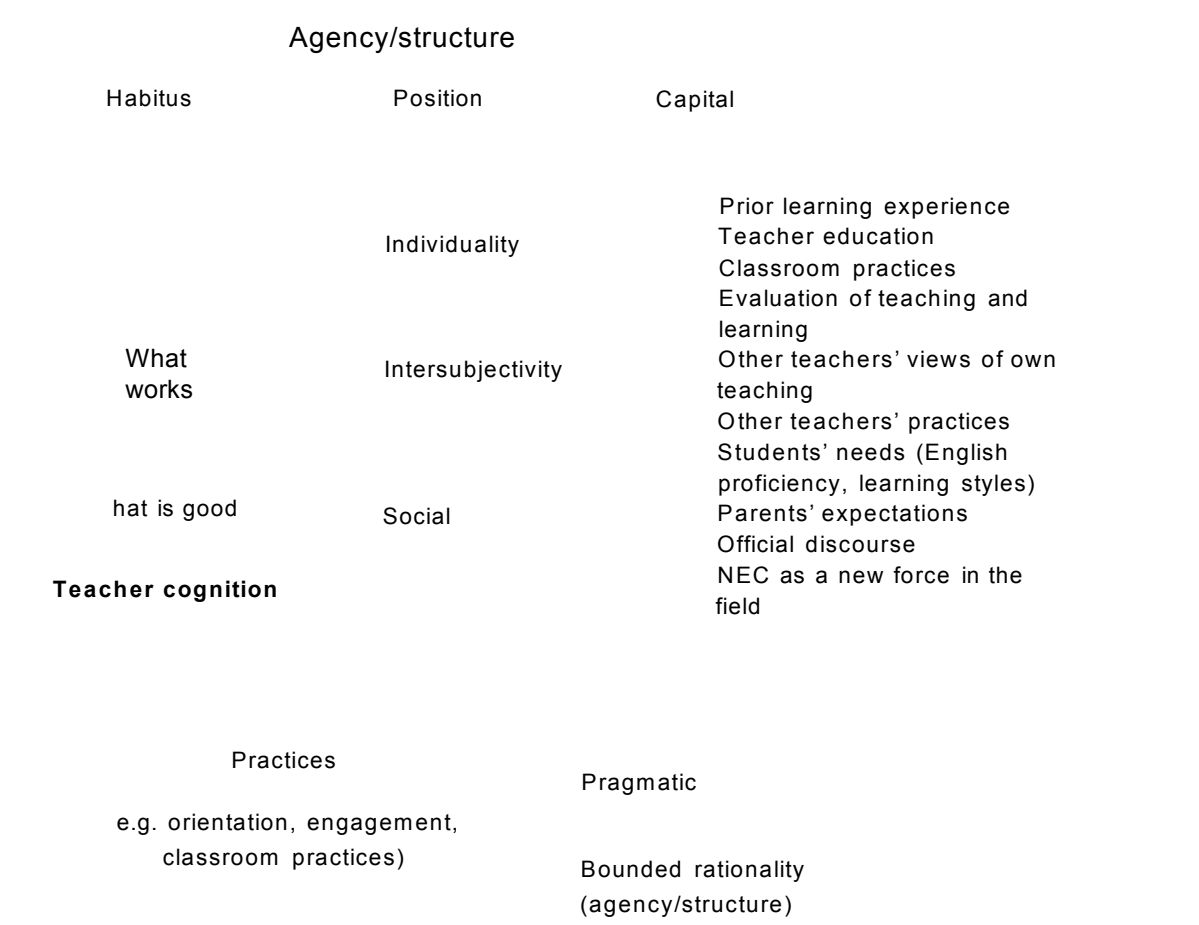 Agency/structure
Habitus Position Capital
Individuality
Prior learning experience
Teacher education
Classroom practices
Evaluation of teaching and
learning
What
works
Intersubjectivity
Other teachers’ views of own
teaching
Other teachers’ practices
Students’ needs (English
proficiency, learning styles)
hat is good
Social
Parents’ expectations
Official discourse
NEC as a new force in the
field
Teacher cognition
Practices
e.g. orientation, engagement,
classroom practices)
Pragmatic
Bounded rationality
(agency/structure)